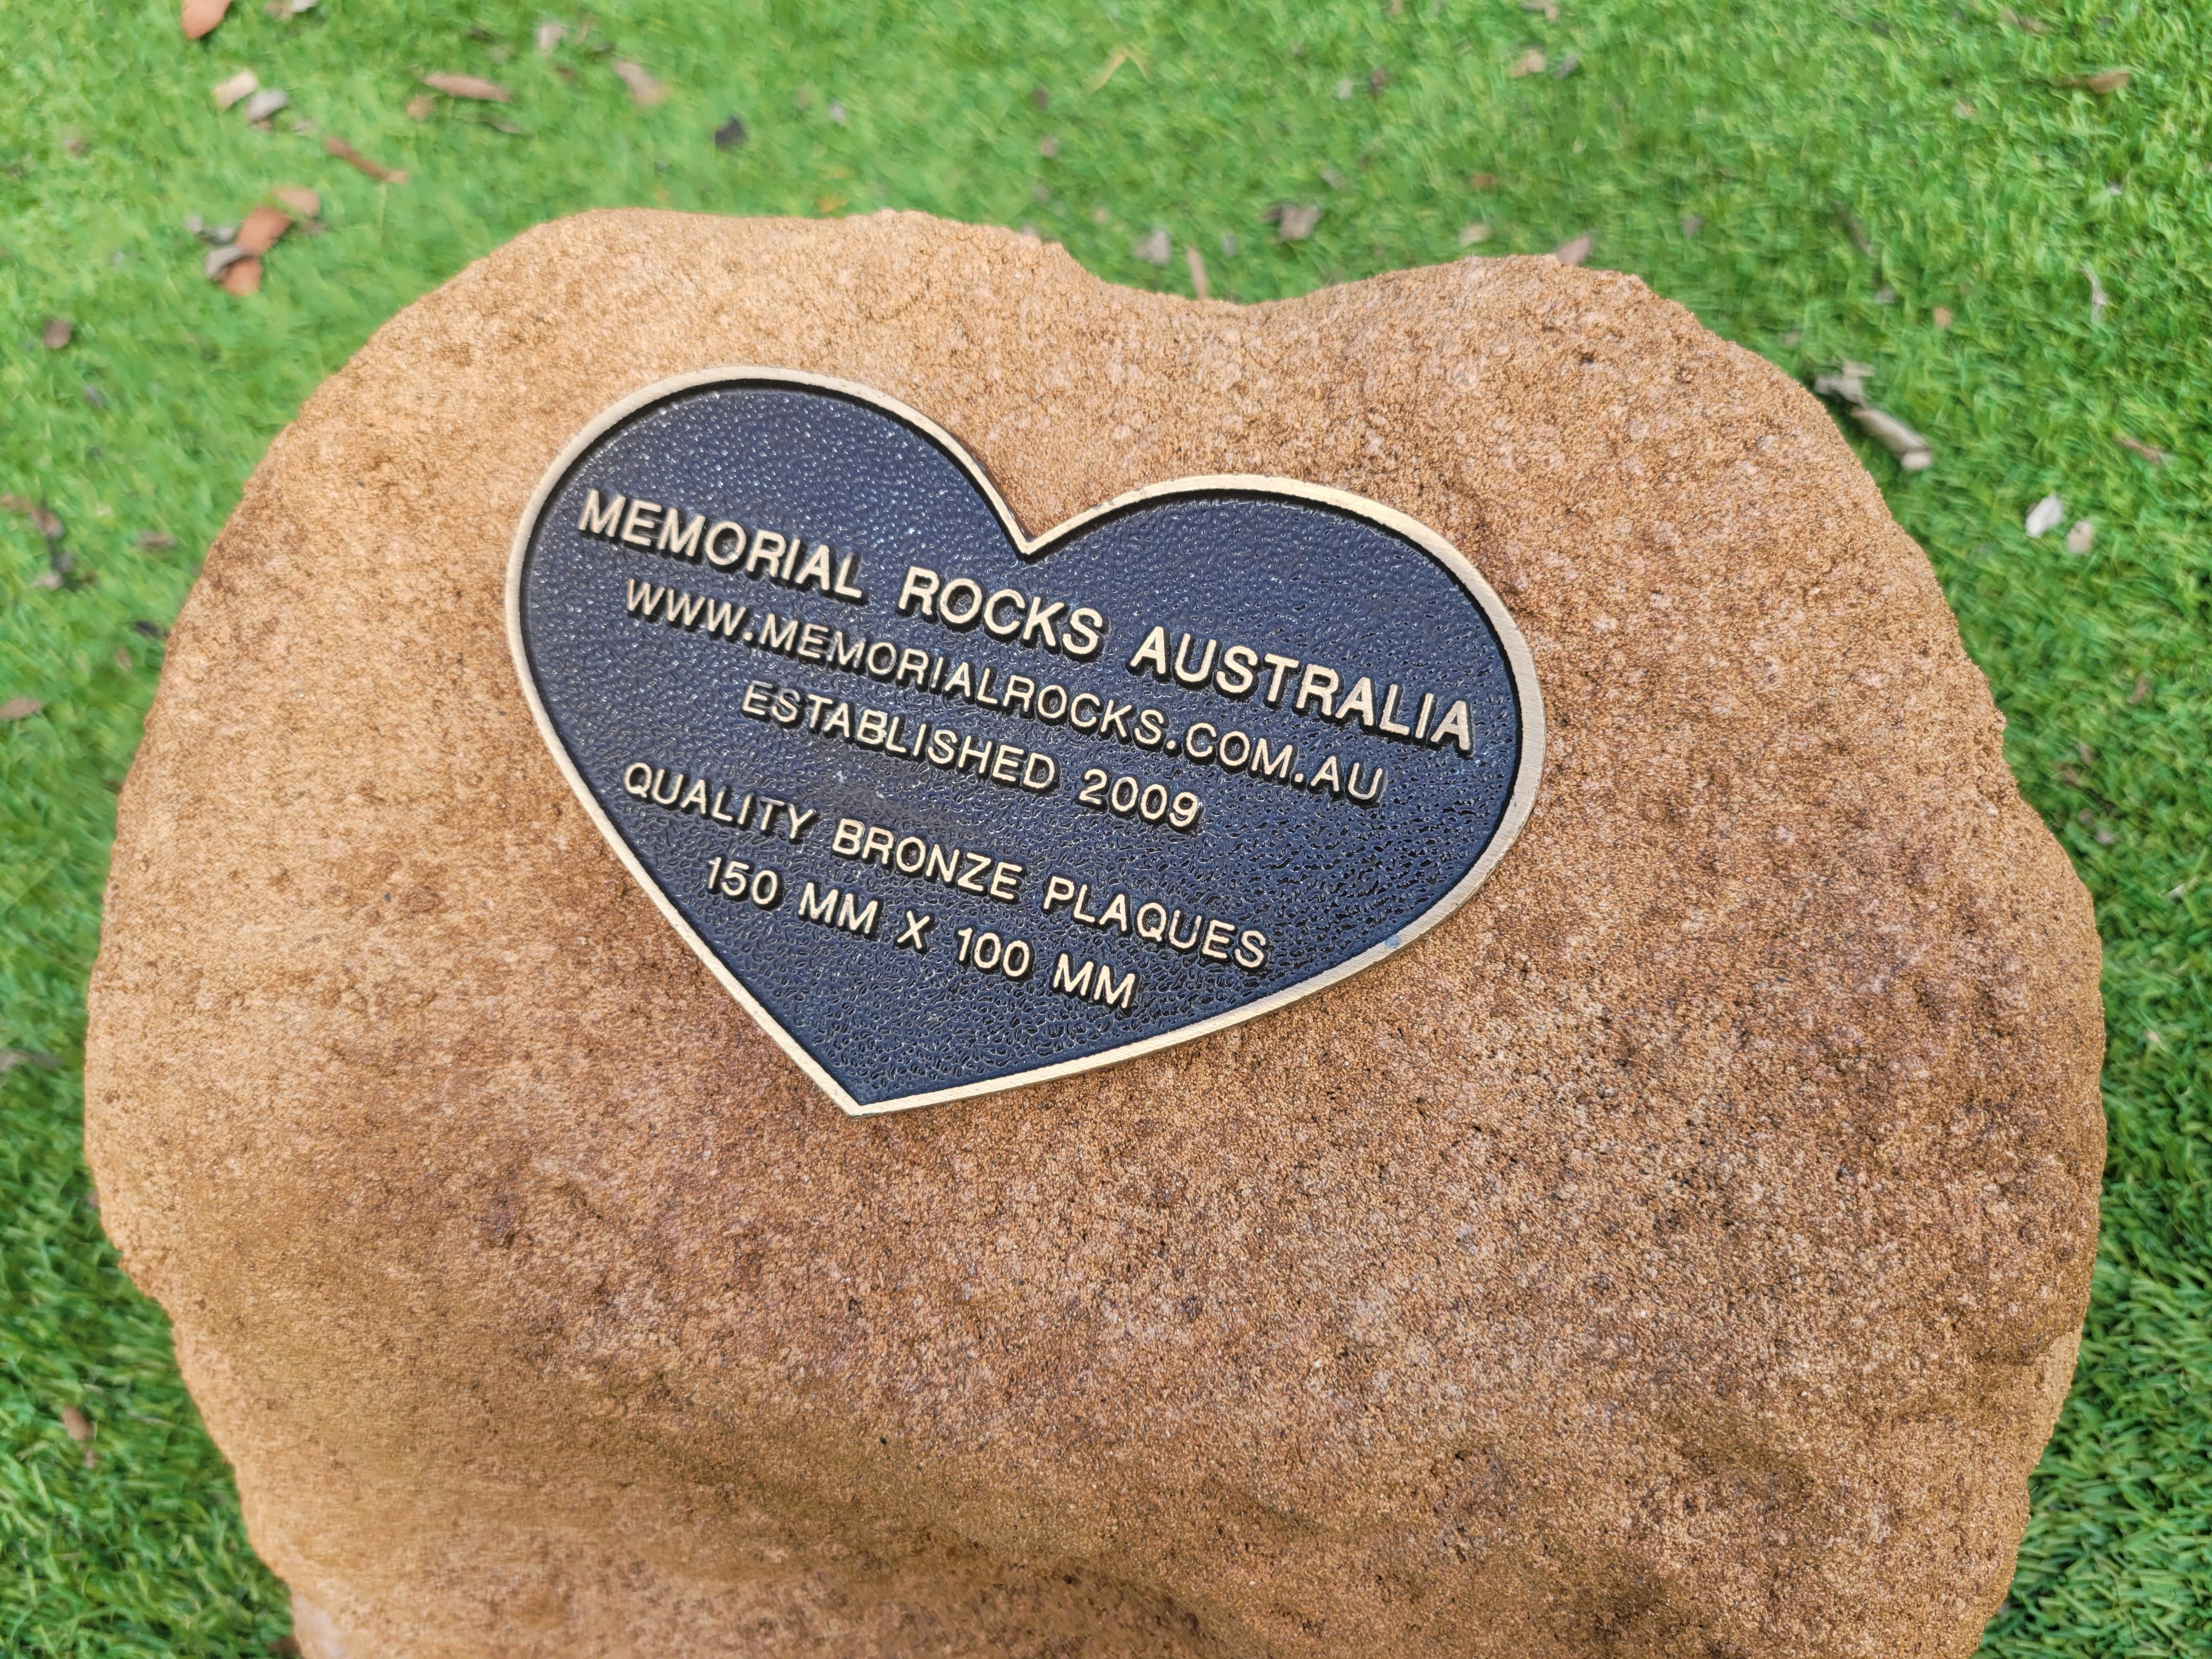 MEMORIAL ROCKS AUSTRALIA
WWW.MEMORIALROCKS.COM.AU
ESTABLISHED 2009
QUALITY BRONZE PLAQUES
150 MM X 100 MM